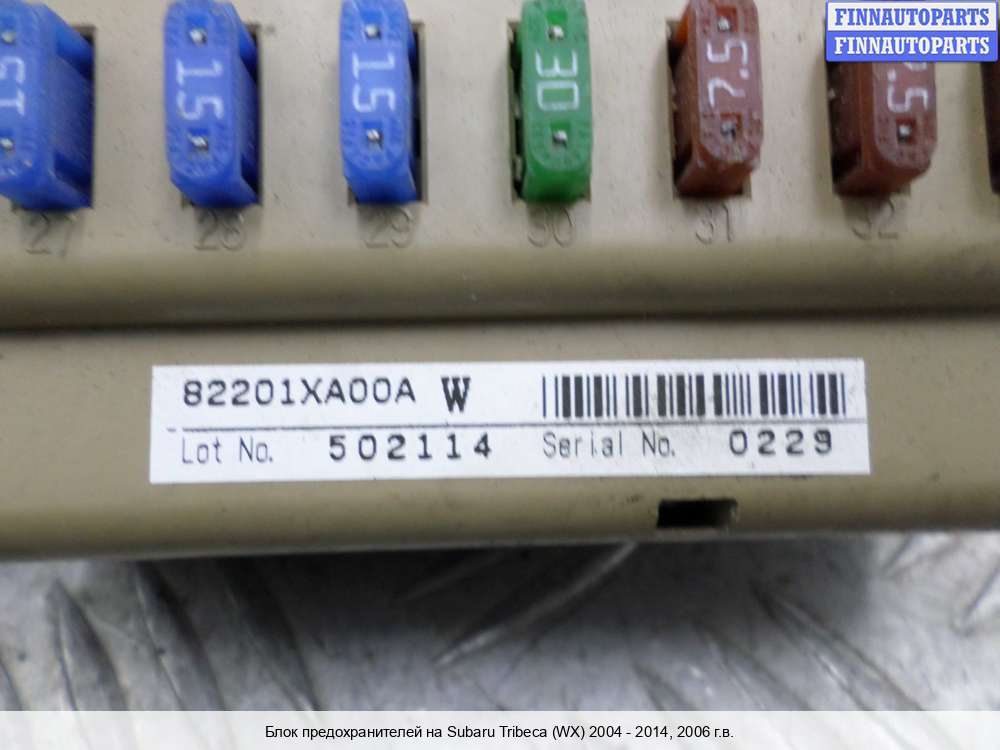 FINNAUTOPARTS
FINNAUTOPARTS
15 15 15 30 7.5
27 28 29 30 31 32
82201XA00A W
Lot No. 502114 Serial No. 0229
Блок предохранителей на Subaru Tribeca (WX) 2004 - 2014, 2006 г.в.